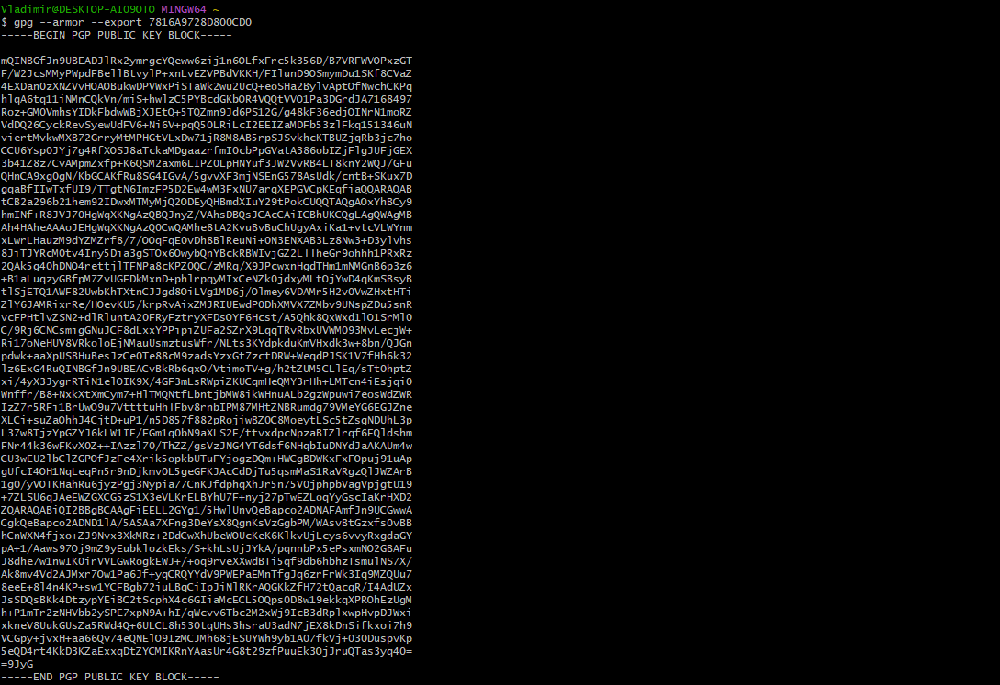 Vladimir@DESKTOP-AIO9OTO MINGW64 ~
$ gpg --armor --export 7816A9728D800CD0
-----BEGIN PGP PUBLIC KEY BLOCK-----
mQINBGfJn9UBEADJlRx2ymrgcYQeww6zij1n6OLfxFrc5k356D/B7VRFWVOPxzGT
F/W2JcsMMyPWpdFBellBtvylP+xnLvEZVPBdVKKH/FIlunD9OSmymDu1SKf8CVaZ
4EXDanOzXNZVvHOAOBukwDPVWxPiSTaWk2wu2UcQ+eoSHa2BylvAptOfNwchCKPq
hlqA6tq11iNMnCQkVn/miS+hwlzC5PYBcdGKbOR4VQQtVVO1Pa3DGrdJA7168497
Roz+GMOVmhsYIDkFbdwWBjXJEtQ+5TQZmn9Jd6PS12G/g48kF36edjOINrN1moRZ
VdDQ26CyckRevSyewUdFV6+Ni6V+pqQ5OLRiLcI2EEIZaMDFb53zlFkq151346uN
viertMvkwMXB72GrryMtMPHGtVLxDw71jR8M8AB5rpSJSvkhcKTBUZjqRb3jc7ho
CCU6YspOJYj7g4RfXOSJ8aTckaMDgaazrfmIOcbPpGVatA386obIZjFlgJUFjGEX
3b41Z8z7CvAMpmZxfp+K6QSM2axm6LIPZOLpHNYuf3JW2VvRB4LT8knY2WQJ/GFu
QHnCA9xgOgN/KbGCAKfRu8SG4IGvA/5gvvXF3mjNSEnG578AsUdk/cntB+SKux7D
gqaBfIIwTxfUI9/TTgtN6ImzFP5D2Ew4wM3FxNU7arqXEPGVCpKEqfiaQQARAQAB
tCB2a296b21hem92IDwxMTMyMjQ2ODEyQHBmdXIuY29tPokCUQQTAQgAOxYhBCy9
hmINf+R8JVJ7OHgWqXKNgAzQBQJnyZ/VAhsDBQsJCAcCAiICBhUKCQgLAgQWAgMB
Ah4HAheAAAoJEHgWqXKNgAzQOCwQAMhe8tA2KvuBvBuChUgyAxiKa1+vtcVLWYnm
xLwrLHauzM9dYZMZrf8/7/OOqFqEOvDh8BlReuNi+ON3ENXAB3Lz8Nw3+D3ylvhs
8JiTJYRcMOtv4Iny5Dia3gSTOx6OwybQnYBckRBWIvjGZ2LllheGr9ohhh1PRxRz
2QAk5g4OhDNO4rettjlTFNPa8cKPZOQC/zMRq/X9JPcwxnHgdTHm1mNMGnB6p3z6
+B1aLuqzyGBfpM7ZvUGFDkMxnD+phlrpqyMIxCeNZkOjdxyMLtOjYwD4qKmSBsyB
tlSjETQ1AWF82UwbKhTXtnCJJgd8OiLVg1MD6j/Olmey6VDAMr5H2vOVwZHxtHTi
ZlY6JAMRixrRe/HOevKU5/krpRvAixZMJRIUEwdPODhXMVX7ZMbv9UNspZDu5snR
vcFPHtlvZSN2+dlRluntA2OFRyFztryXFDsOYF6Hcst/A5Qhk8QxWxd1lO1SrMlO
C/9Rj6CNCsmigGNuJCF8dLxxYPPipiZUFa2SZrX9LqqTRvRbxUVWMO93MvLecjW+
Ri17oNeHUV8VRkoloEjNMauUsmztusWfr/NLts3KYdpkduKmVHxdk3w+8bn/QJGn
pdwk+aaXpUSBHuBesJzCeOTe88cM9zadsYzxGt7zctDRW+WeqdPJSK1V7fHh6k32
lz6ExG4RuQINBGfJn9UBEACvBkRb6qxO/VtimoTV+g/h2tZUM5CLlEq/sTtOhptZ
xi/4yX3JygrRTiN1elOIK9X/4GF3mLsRWpiZKUCqmHeQMY3rHh+LMTcn4iEsjqiO
Wnffr/B8+NxkXtXmCym7+HlTMQNtfLbntjbMW8ikWHnuALb2gzWpuwi7eosWdZWR
IzZ7r5RFi1BrUwO9u7VttttuHhlFbv8rnbIPM87MHtZNBRumdg79VMeYG6EGJZne
XLCi+suZaOhhJ4CjtD+uP1/n5D857f882pRojiwBZOC8MoeytLSc5tZsgNDUhL3p
L37w8TjzYpGZYJ6kLW1IE/FGm1qObN9aXLS2E/ttvxdpcNpzaBIZlrqf6EQldshm
FNr44k36wFKvXOZ++IAzzl7O/ThZZ/gsVzJNG4YT6dsf6NHqbIuDNYdJaAKAUm4w
CU3wEU2lbClZGPOfJzFe4Xrik5opkbUTuFYjogzDQm+HWCgBDWKxFxFOpuj91uAp
gUfcI4OH1NqLeqPn5r9nDjkmvOL5geGFKJAcCdDjTu5qsmMaS1RaVRgzQlJWZArB
1gO/yVOTKHahRu6jyzPgj3Nypia77CnKJfdphqXhJr5n75VOjphpbVagVpjgtU19
+7ZLSU6qJAeEWZGXCG5zS1X3eVLKrELBYhU7F+nyj27pTwEZLoqYyGscIaKrHXD2
ZQARAQABiQI2BBgBCAAgFiEELL2GYg1/5HwlUnvQeBapco2ADNAFAmfJn9UCGwwA
CgkQeBapco2ADND1lA/5ASAa7XFng3DeYsX8QgnKsVzGgbPM/WAsvBtGzxfsOvBB
hCnWXN4fjxo+ZJ9Nvx3XkMRz+2DdCwXhUbeWOUcKeK6KlkvUjLcys6vvyRxgdaGY
pA+1/Aaws97Oj9mZ9yEubklozkEks/S+khLsUjJYkA/pqnnbPx5ePsxmNO2GBAFu
J8dhe7w1nwIKOirVVLGwRogkEWJ+/+oq9rveXXwdBTi5qf9db6hbhzTsmulNS7X/
Ak8mv4Vd2AJMxr7Ow1Pa6Jf+yqCRQYYdV9PWEPaEMnTfgJq6zrFrWk3Iq9MZQUu7
8eeE+8l4n4KP+sw1YCFBgb72iuLBqCiIpJiNlRKrAQGKkZfH72tQacqR/I4AdUZx
JsSDQsBKk4DtzypYEiBC2tScphX4c6GIiaMcECL5OQpsOD8w19ekkqXPROhEzUgM
h+P1mTr2zNHVbb2ySPE7xpN9A+hI/qWcvv6Tbc2M2xWj9IcB3dRplxwpHvpDJWxi
xkneV8UukGUsZa5RWd4Q+6ULCL8h53OtqUHs3hsraU3adN7jEX8kDnSifkxoi7h9
VCGpy+jvxH+aa66Qv74eQNElO9IzMCJMh68jESUYWh9yb1AO7fkVj+O3ODuspvKp
5eQD4rt4KkD3KZaExxqDtZYCMIKRnYAasUr4G8t29zfPuuEk3OjJruQTas3yq4O=
=9JyG
-----END PGP PUBLIC KEY BLOCK-----